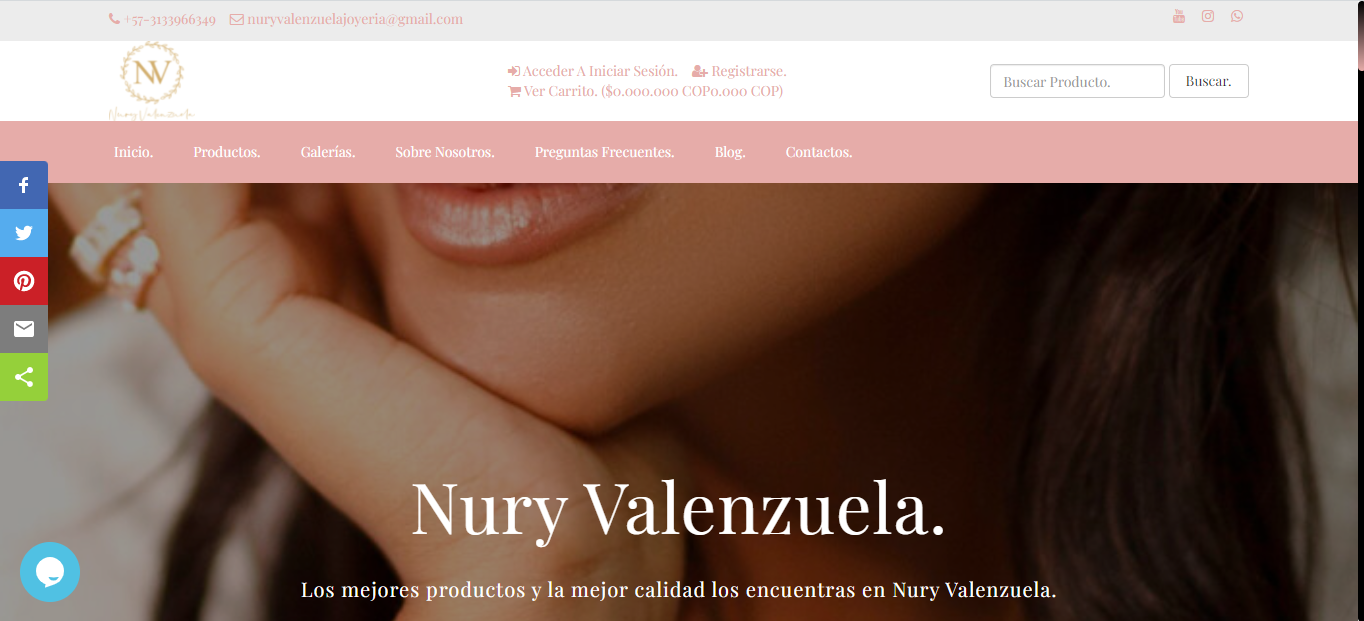 +57-3133966349 nuryvalenzuelajoyeria@gmail.com
NV
Nury Valenzuela
Acceder A Iniciar Sesión. Registrarse.
Ver Carrito. ($0.000.000 COP0.000 COP)
Buscar Producto. Buscar.
Inicio. Productos. Galerías. Sobre Nosotros. Preguntas Frecuentes. Blog. Contactos.
Nury Valenzuela.
Los mejores productos y la mejor calidad los encuentras en Nury Valenzuela.